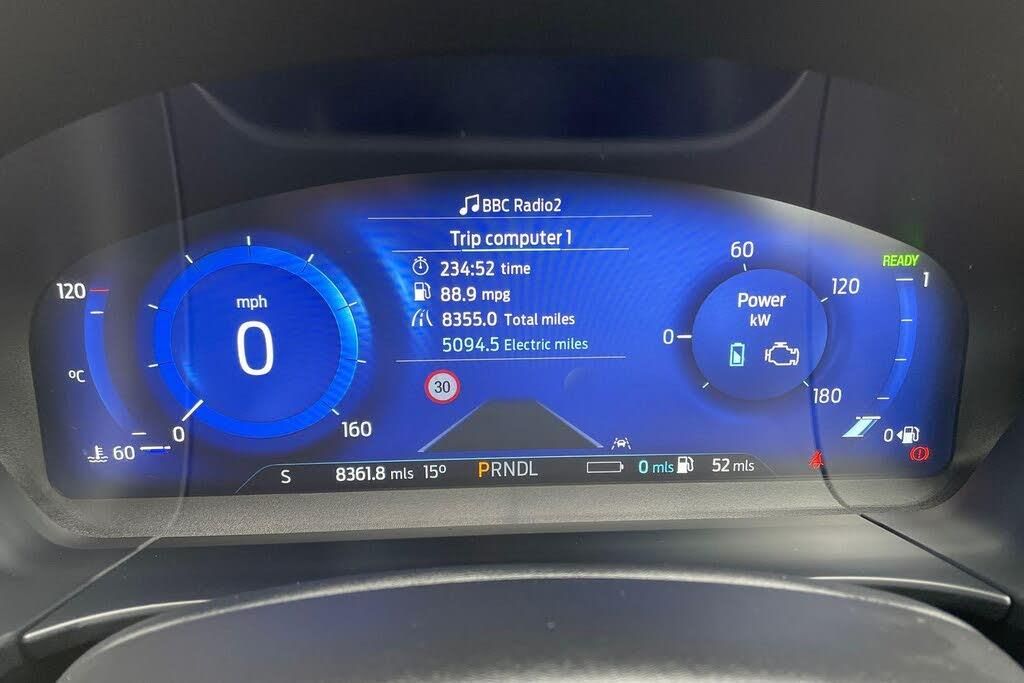 BBC Radio2
Trip computer 1
234:52 time
88.9 mpg
8355.0 Total miles
5094.5 Electric miles
30
120
ºC
60
mph
0
0
160
60
0
120
180
Power
kW
READY
1
0
S 8361.8 mls 15º PRNDL 0 mls 52 mls